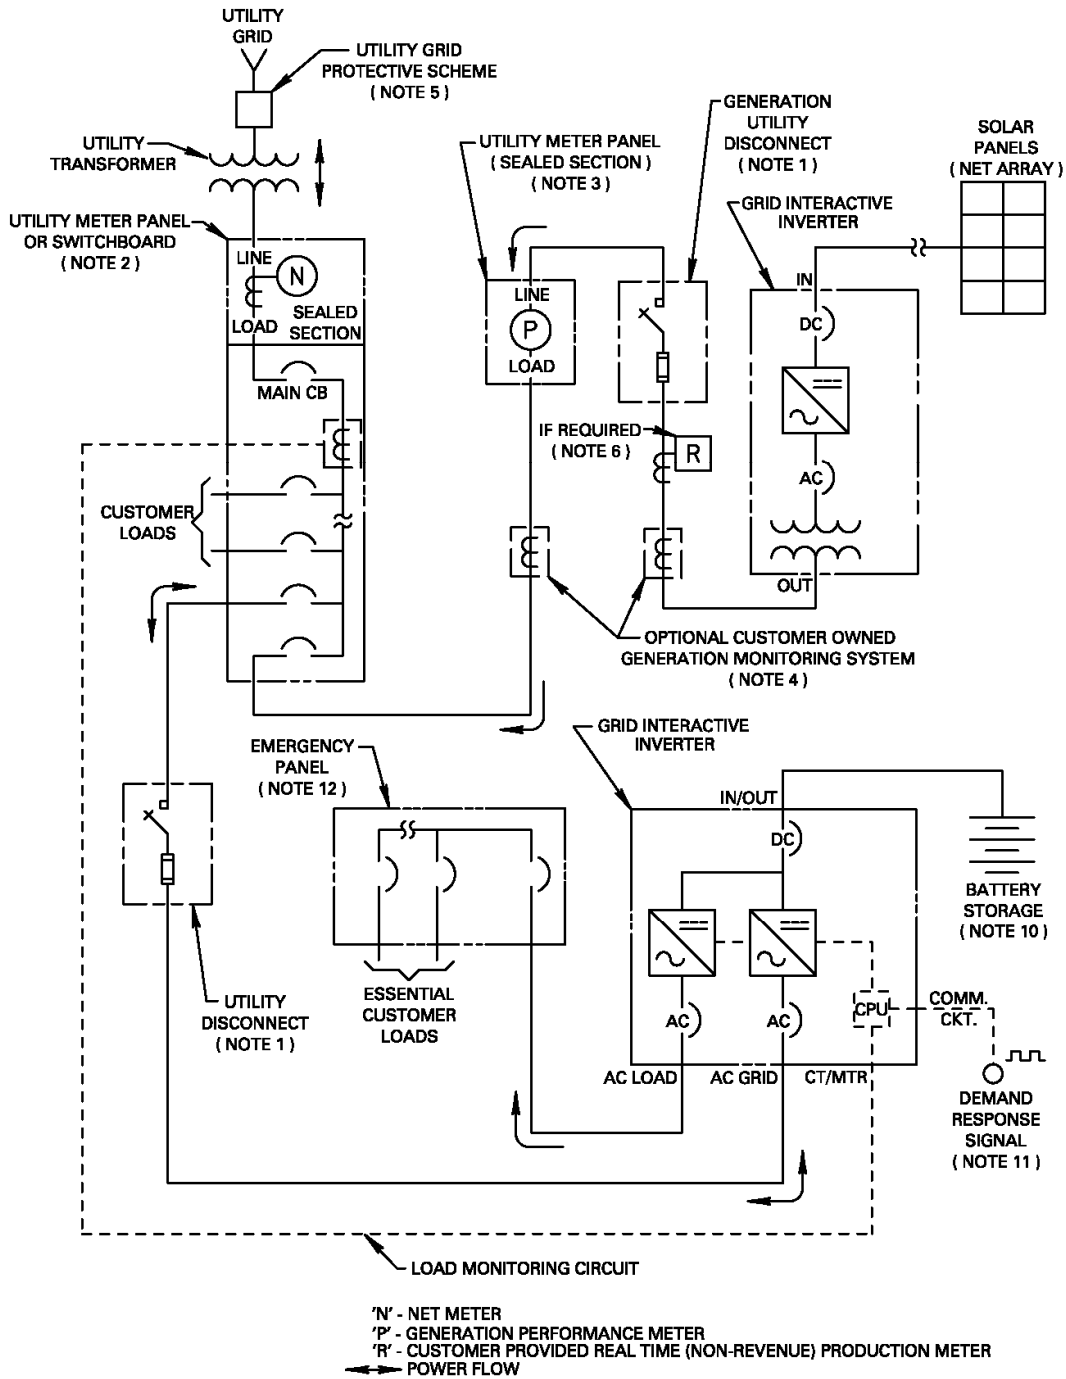 UTILITY
GRID
UTILITY GRID
PROTECTIVE SCHEME
( NOTE 5 )
UTILITY
TRANSFORMER
UTILITY METER PANEL
OR SWITCHBOARD
( NOTE 2 )
LINE
N
LOAD
SEALED
SECTION
MAIN CB
CUSTOMER
LOADS
UTILITY METER PANEL
( SEALED SECTION )
( NOTE 3 )
LINE
P
LOAD
GENERATION
UTILITY
DISCONNECT
( NOTE 1 )
IF REQUIRED
( NOTE 6 )
R
GRID INTERACTIVE
INVERTER
IN
DC
AC
OUT
SOLAR
PANELS
( NET ARRAY )
OPTIONAL CUSTOMER OWNED
GENERATION MONITORING SYSTEM
( NOTE 4 )
GRID INTERACTIVE
INVERTER
EMERGENCY
PANEL
( NOTE 12 )
ESSENTIAL
CUSTOMER
LOADS
UTILITY
DISCONNECT
( NOTE 1 )
IN/OUT
DC
AC
AC
CPU
AC LOAD
AC GRID
CT/MTR
BATTERY
STORAGE
( NOTE 10 )
COMM.
CKT.
DEMAND
RESPONSE
SIGNAL
( NOTE 11 )
LOAD MONITORING CIRCUIT
'N' - NET METER
'P' - GENERATION PERFORMANCE METER
'R' - CUSTOMER PROVIDED REAL TIME (NON-REVENUE) PRODUCTION METER
POWER FLOW